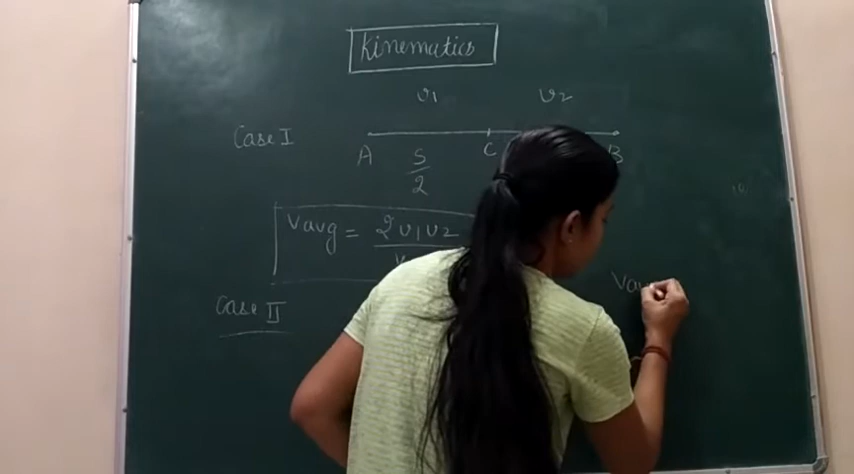 Kinematics
v1 v2
Case I
A C B
S/2
Vavg = 2v1v2
Case II
Va